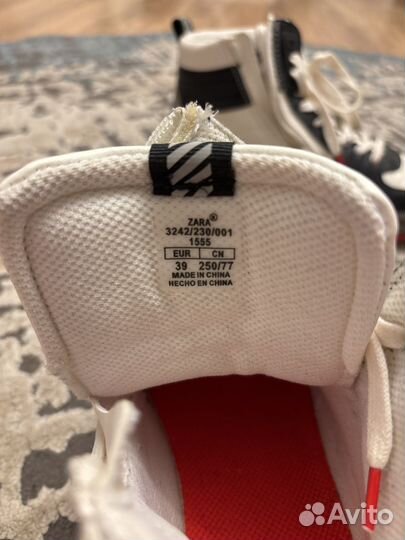 ZARA®
3242/230/001
1555
EUR CN
39 250/77
MADE IN CHINA
HECHO EN CHINA
Avito